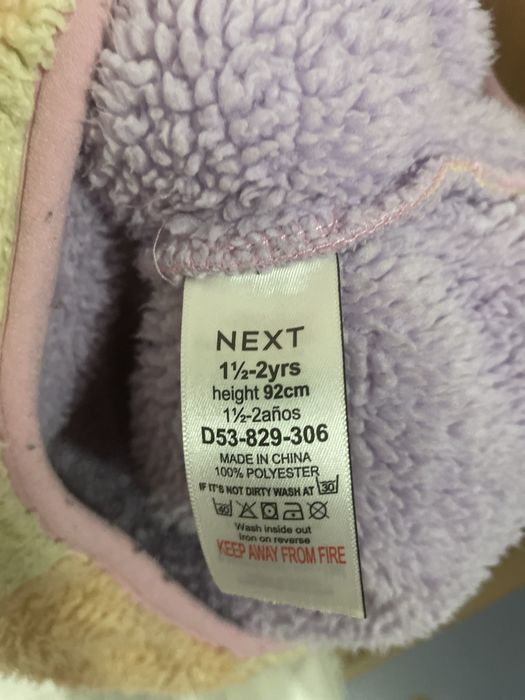 NEXT
1½-2yrs
height 92cm
1½-2años
D53-829-306
MADE IN CHINA
100% POLYESTER
IF IT'S NOT DIRTY WASH AT 30
40
Wash inside out
Iron on reverse
KEEP AWAY FROM FIRE